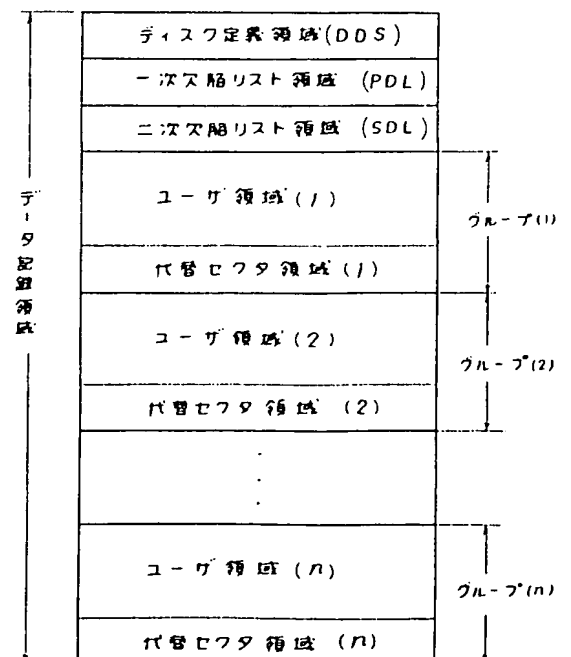 ディスク定義領域(DDS)
一次欠陥リスト領域 (PDL)
二次欠陥リスト領域 (SDL)
ユーザ領域(1)
グループ(1)
代替セクタ領域(1)
データ記録領域
ユーザ領域(2)
グループ(2)
代替セクタ領域 (2)
ユーザ領域 (n)
グループ(n)
代替セクタ領域 (n)